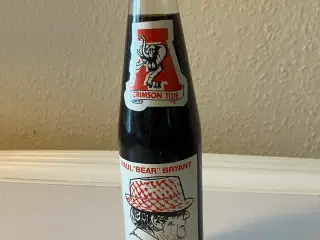 A
CRIMSON TIDE
PAUL "BEAR" BRYANT